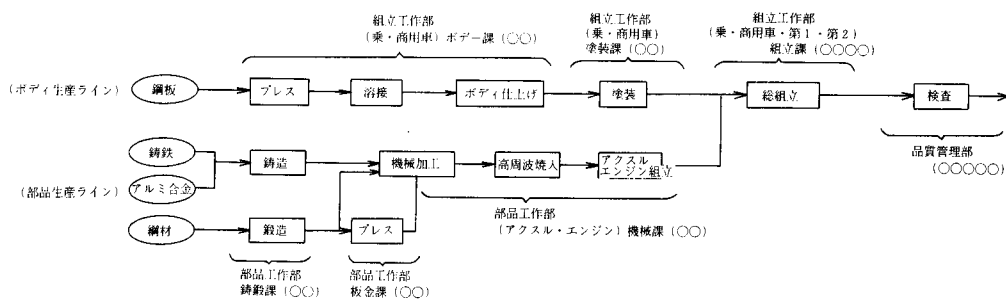 組立工作部
(乗・商用車) ボデー課 (○○)
組立工作部
(乗・商用車)
塗装課 (○○)
組立工作部
(乗・商用車・第1・第2)
組立課 (○○○○)
(ボディ生産ライン)
鋼板
プレス
溶接
ボディ仕上げ
塗装
総組立
検査
品質管理部
(○○○○○)
(部品生産ライン)
鋳鉄
アルミ合金
鋳造
機械加工
高周波焼入
アクスル
エンジン組立
部品工作部
(アクスル・エンジン) 機械課 (○○)
鋼材
鍛造
プレス
部品工作部
鋳鍛課 (○○)
部品工作部
板金課 (○○)